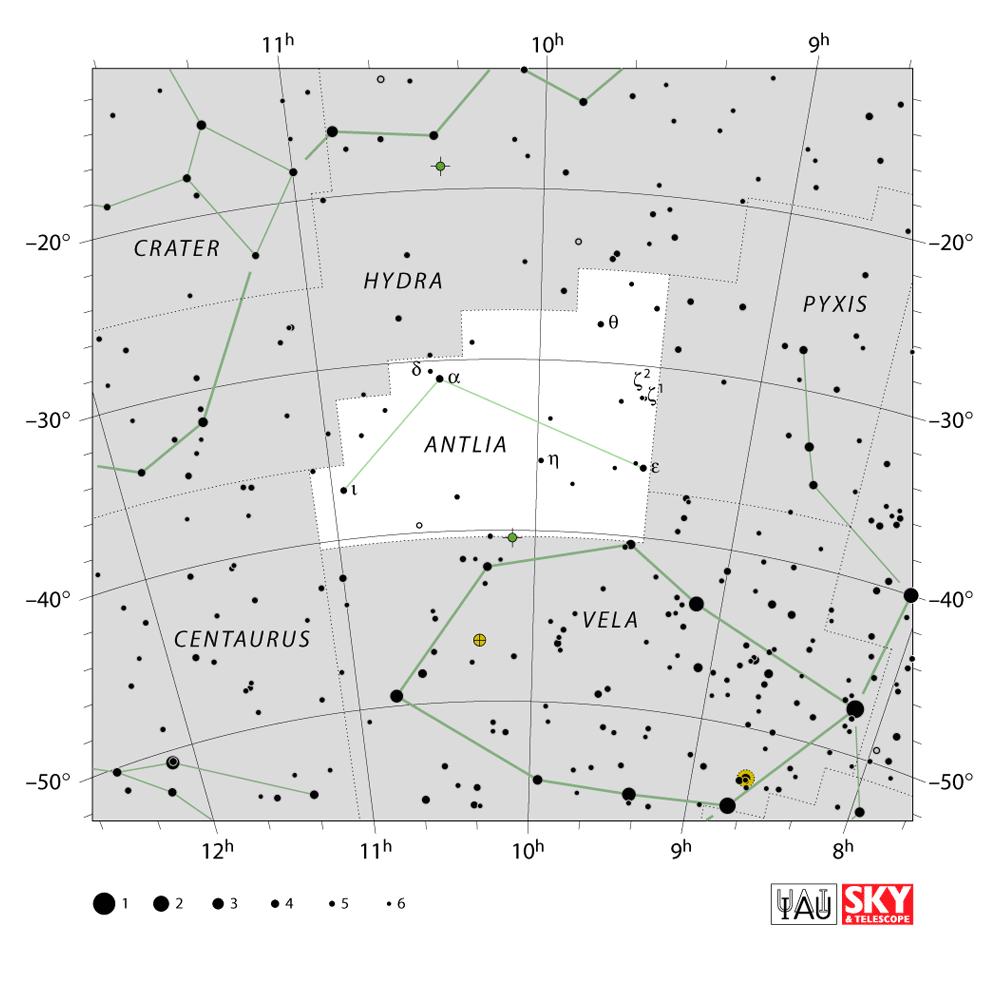 11h 10h 9h
–20° –20°
CRATER
HYDRA
PYXIS
θ
δ α
ζ2
ζ1
–30° –30°
ANTLIA
η ε
ι
–40° –40°
VELA
CENTAURUS
–50° –50°
12h 11h 10h 9h 8h
1 2 3 4 5 6
IAU
SKY
& TELESCOPE